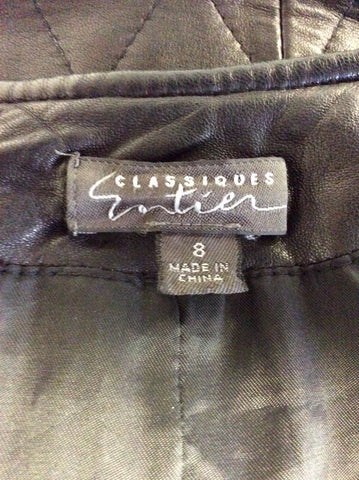 CLASSIQUES
Entier
8
MADE IN
CHINA